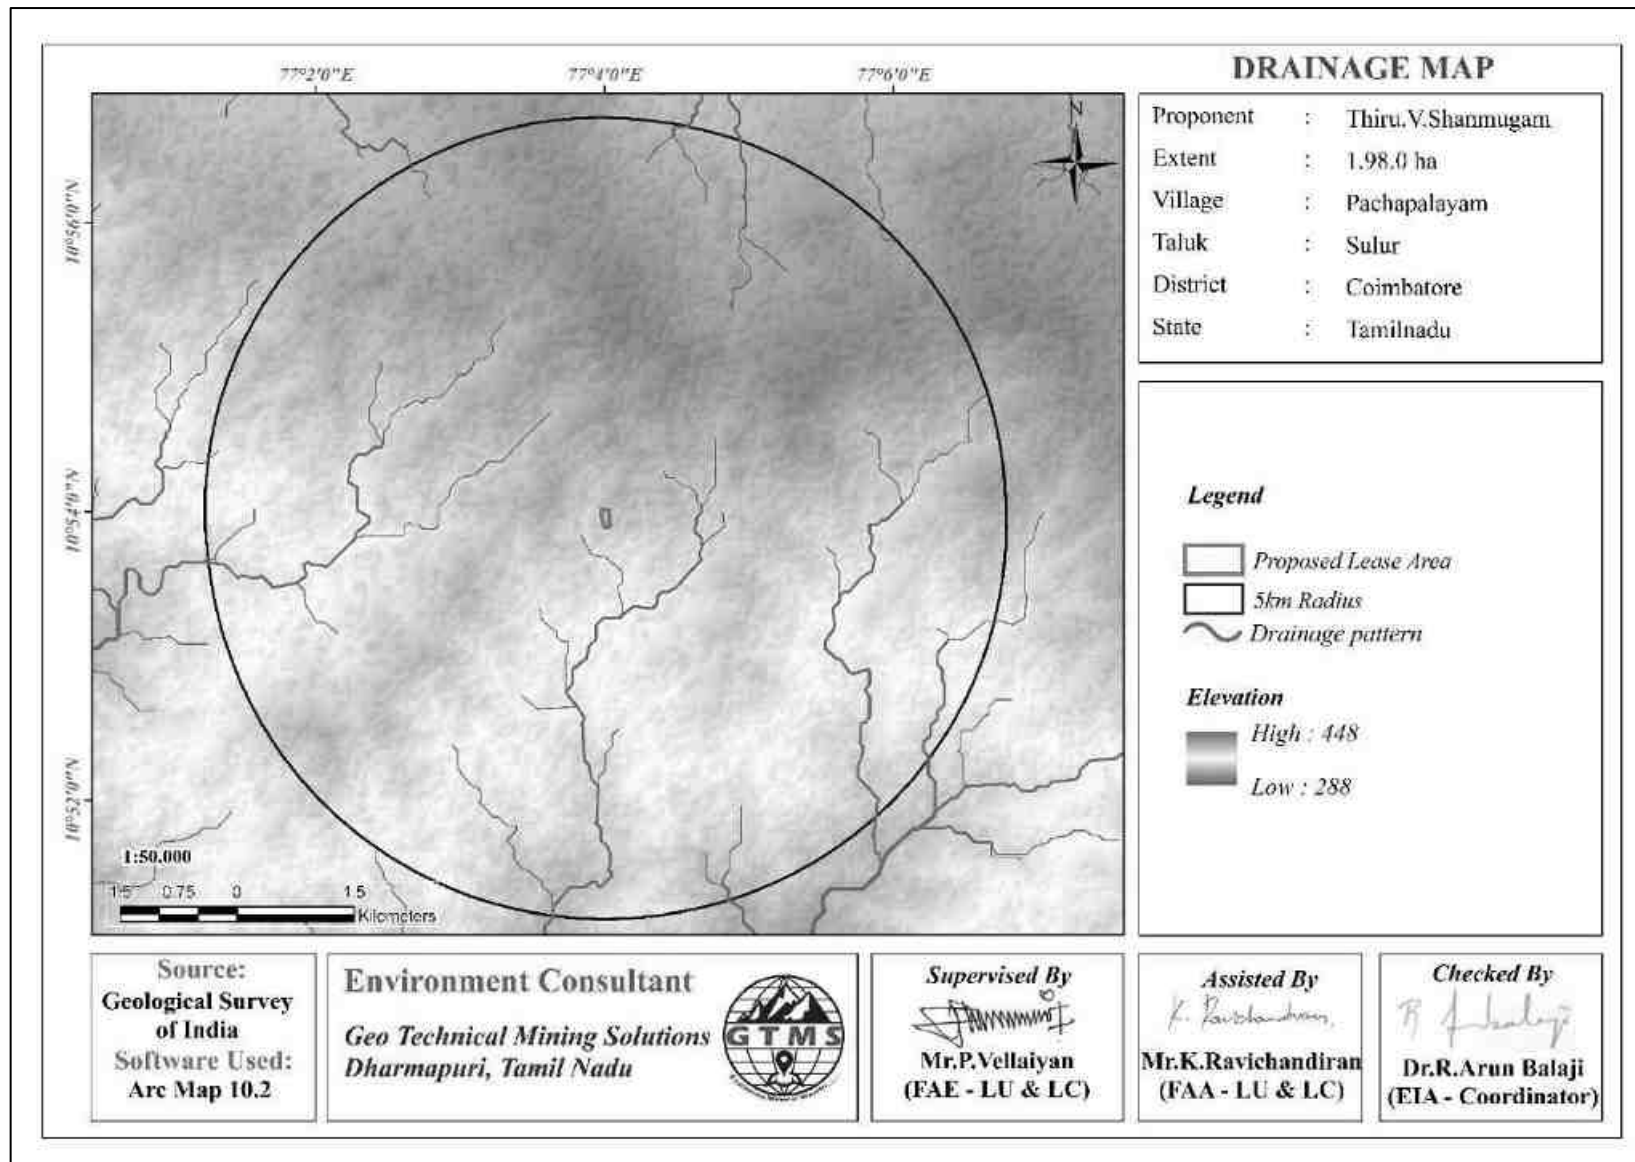 DRAINAGE MAP
77°2'0"E
77°4'0"E
77°6'0"E
10°56'0"N
10°54'0"N
10°52'0"N
N
Proponent : Thiru.V.Shanmugam
Extent : 1.98.0 ha
Village : Pachapalayam
Taluk : Sulur
District : Coimbatore
State : Tamilnadu
Legend
Proposed Lease Area
5km Radius
Drainage pattern
Elevation
High : 448
Low : 288
1:50.000
1.5 0.75 0 1.5
Kilometers
Source:
Geological Survey
of India
Software Used:
Arc Map 10.2
Environment Consultant
Geo Technical Mining Solutions
Dharmapuri, Tamil Nadu
GTMS
Supervised By
Mr.P.Vellaiyan
(FAE - LU & LC)
Assisted By
K. Ravichandiran,
Mr.K.Ravichandiran
(FAA - LU & LC)
Checked By
Dr.R.Arun Balaji
(EIA - Coordinator)